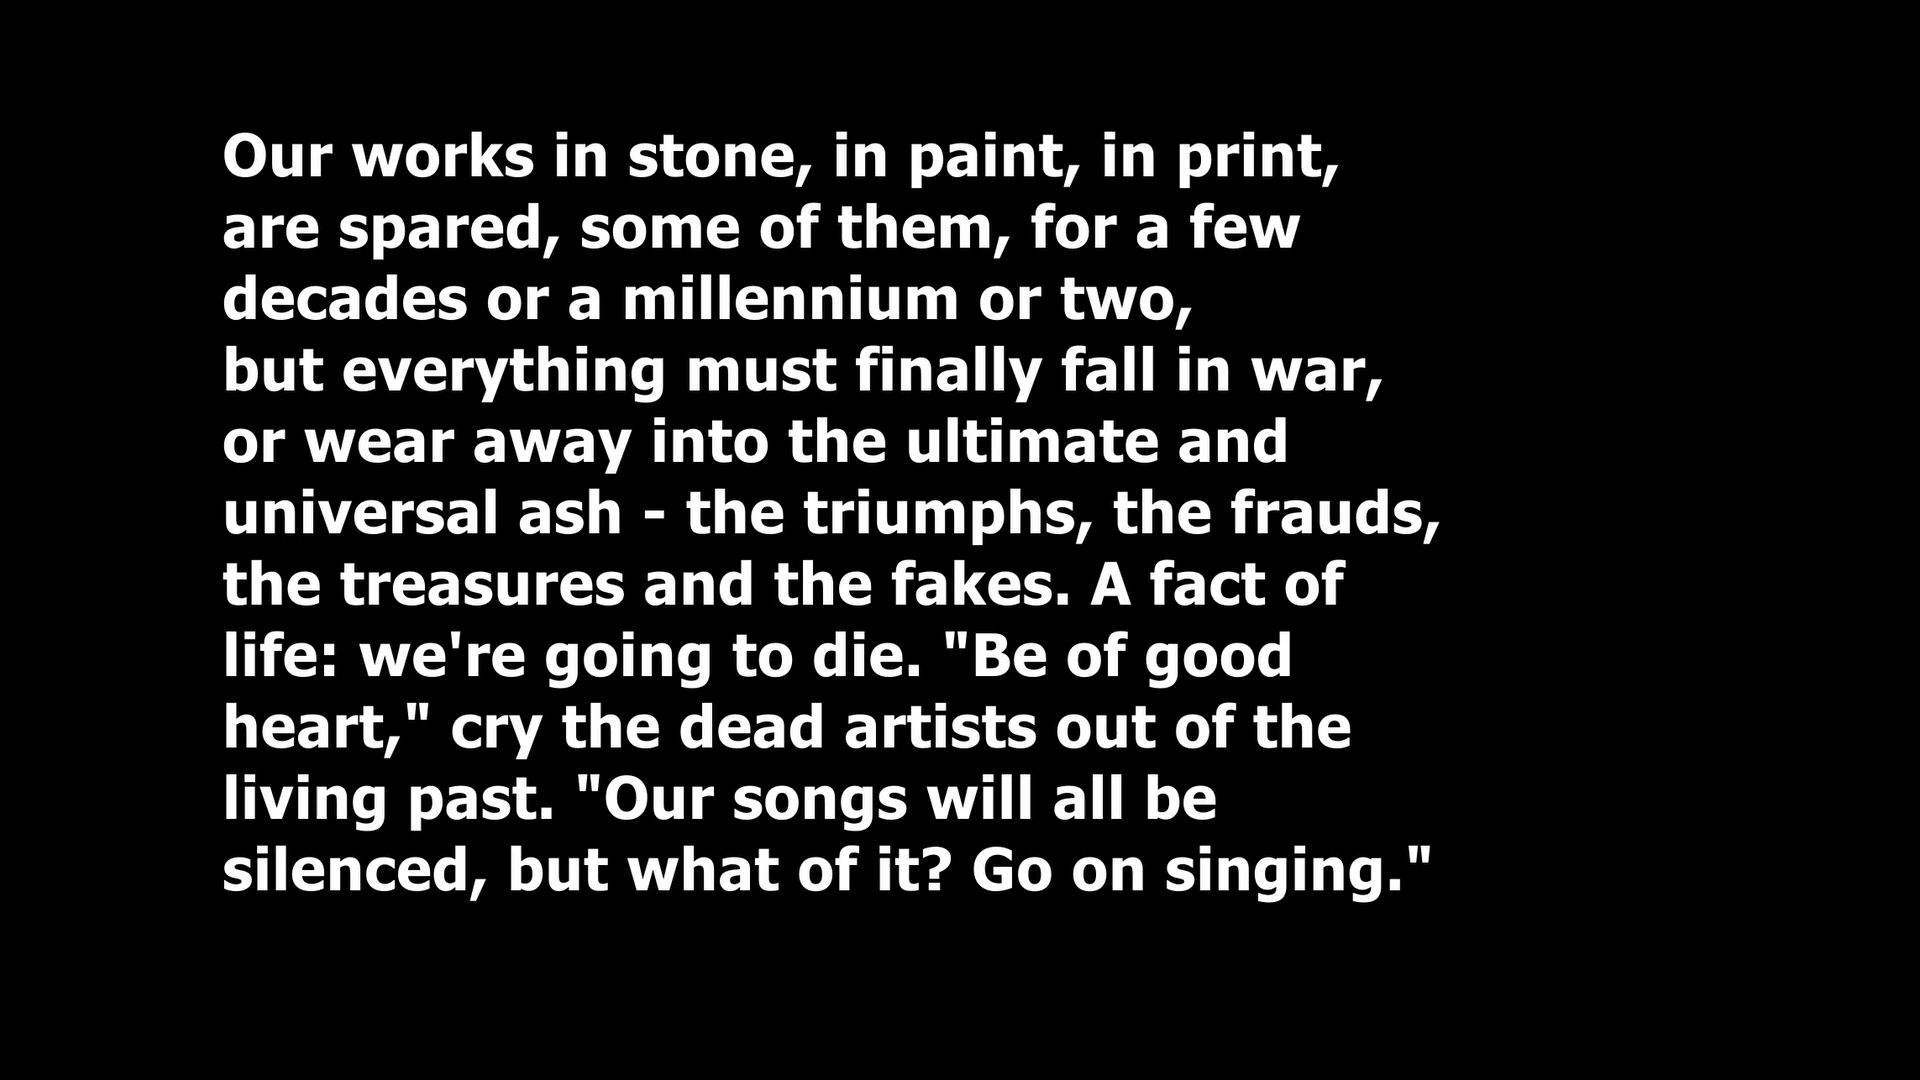 Our works in stone, in paint, in print,
are spared, some of them, for a few
decades or a millennium or two,
but everything must finally fall in war,
or wear away into the ultimate and
universal ash - the triumphs, the frauds,
the treasures and the fakes. A fact of
life: we're going to die. "Be of good
heart," cry the dead artists out of the
living past. "Our songs will all be
silenced, but what of it? Go on singing."